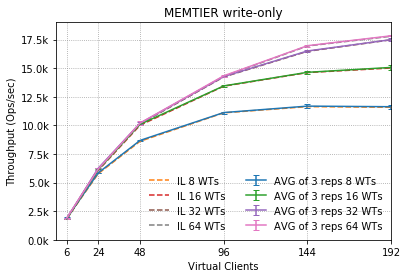 MEMTIER write-only
Throughput (Ops/sec)
17.5k
15.0k
12.5k
10.0k
7.5k
5.0k
2.5k
0.0k
IL 8 WTs
IL 16 WTs
IL 32 WTs
IL 64 WTs
AVG of 3 reps 8 WTs
AVG of 3 reps 16 WTs
AVG of 3 reps 32 WTs
AVG of 3 reps 64 WTs
6 24 48 96 144 192
Virtual Clients